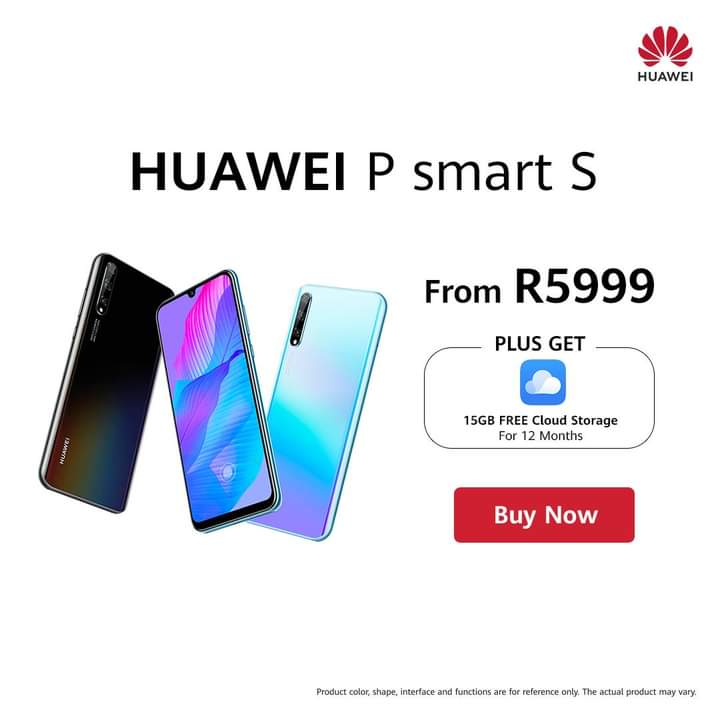 HUAWEI
HUAWEI P smart S
From R5999
PLUS GET
15GB FREE Cloud Storage
For 12 Months
Buy Now
HUAWEI
Product color, shape, interface and functions are for reference only. The actual product may vary.